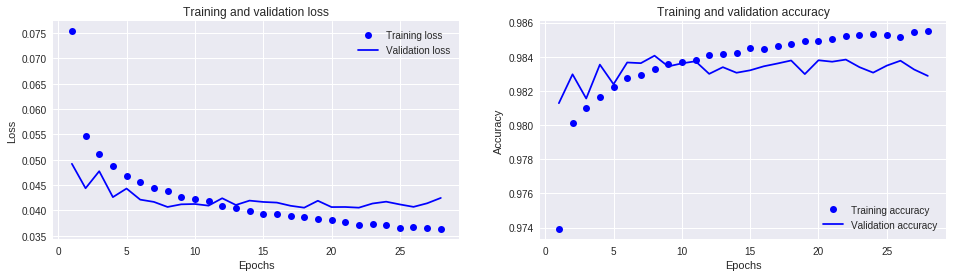 Training and validation loss
0.075
0.070
0.065
0.060
0.055
0.050
0.045
0.040
0.035
Loss
Training loss
Validation loss
0 5 10 15 20 25
Epochs
Training and validation accuracy
0.986
0.984
0.982
0.980
0.978
0.976
0.974
Accuracy
Training accuracy
Validation accuracy
0 5 10 15 20 25
Epochs